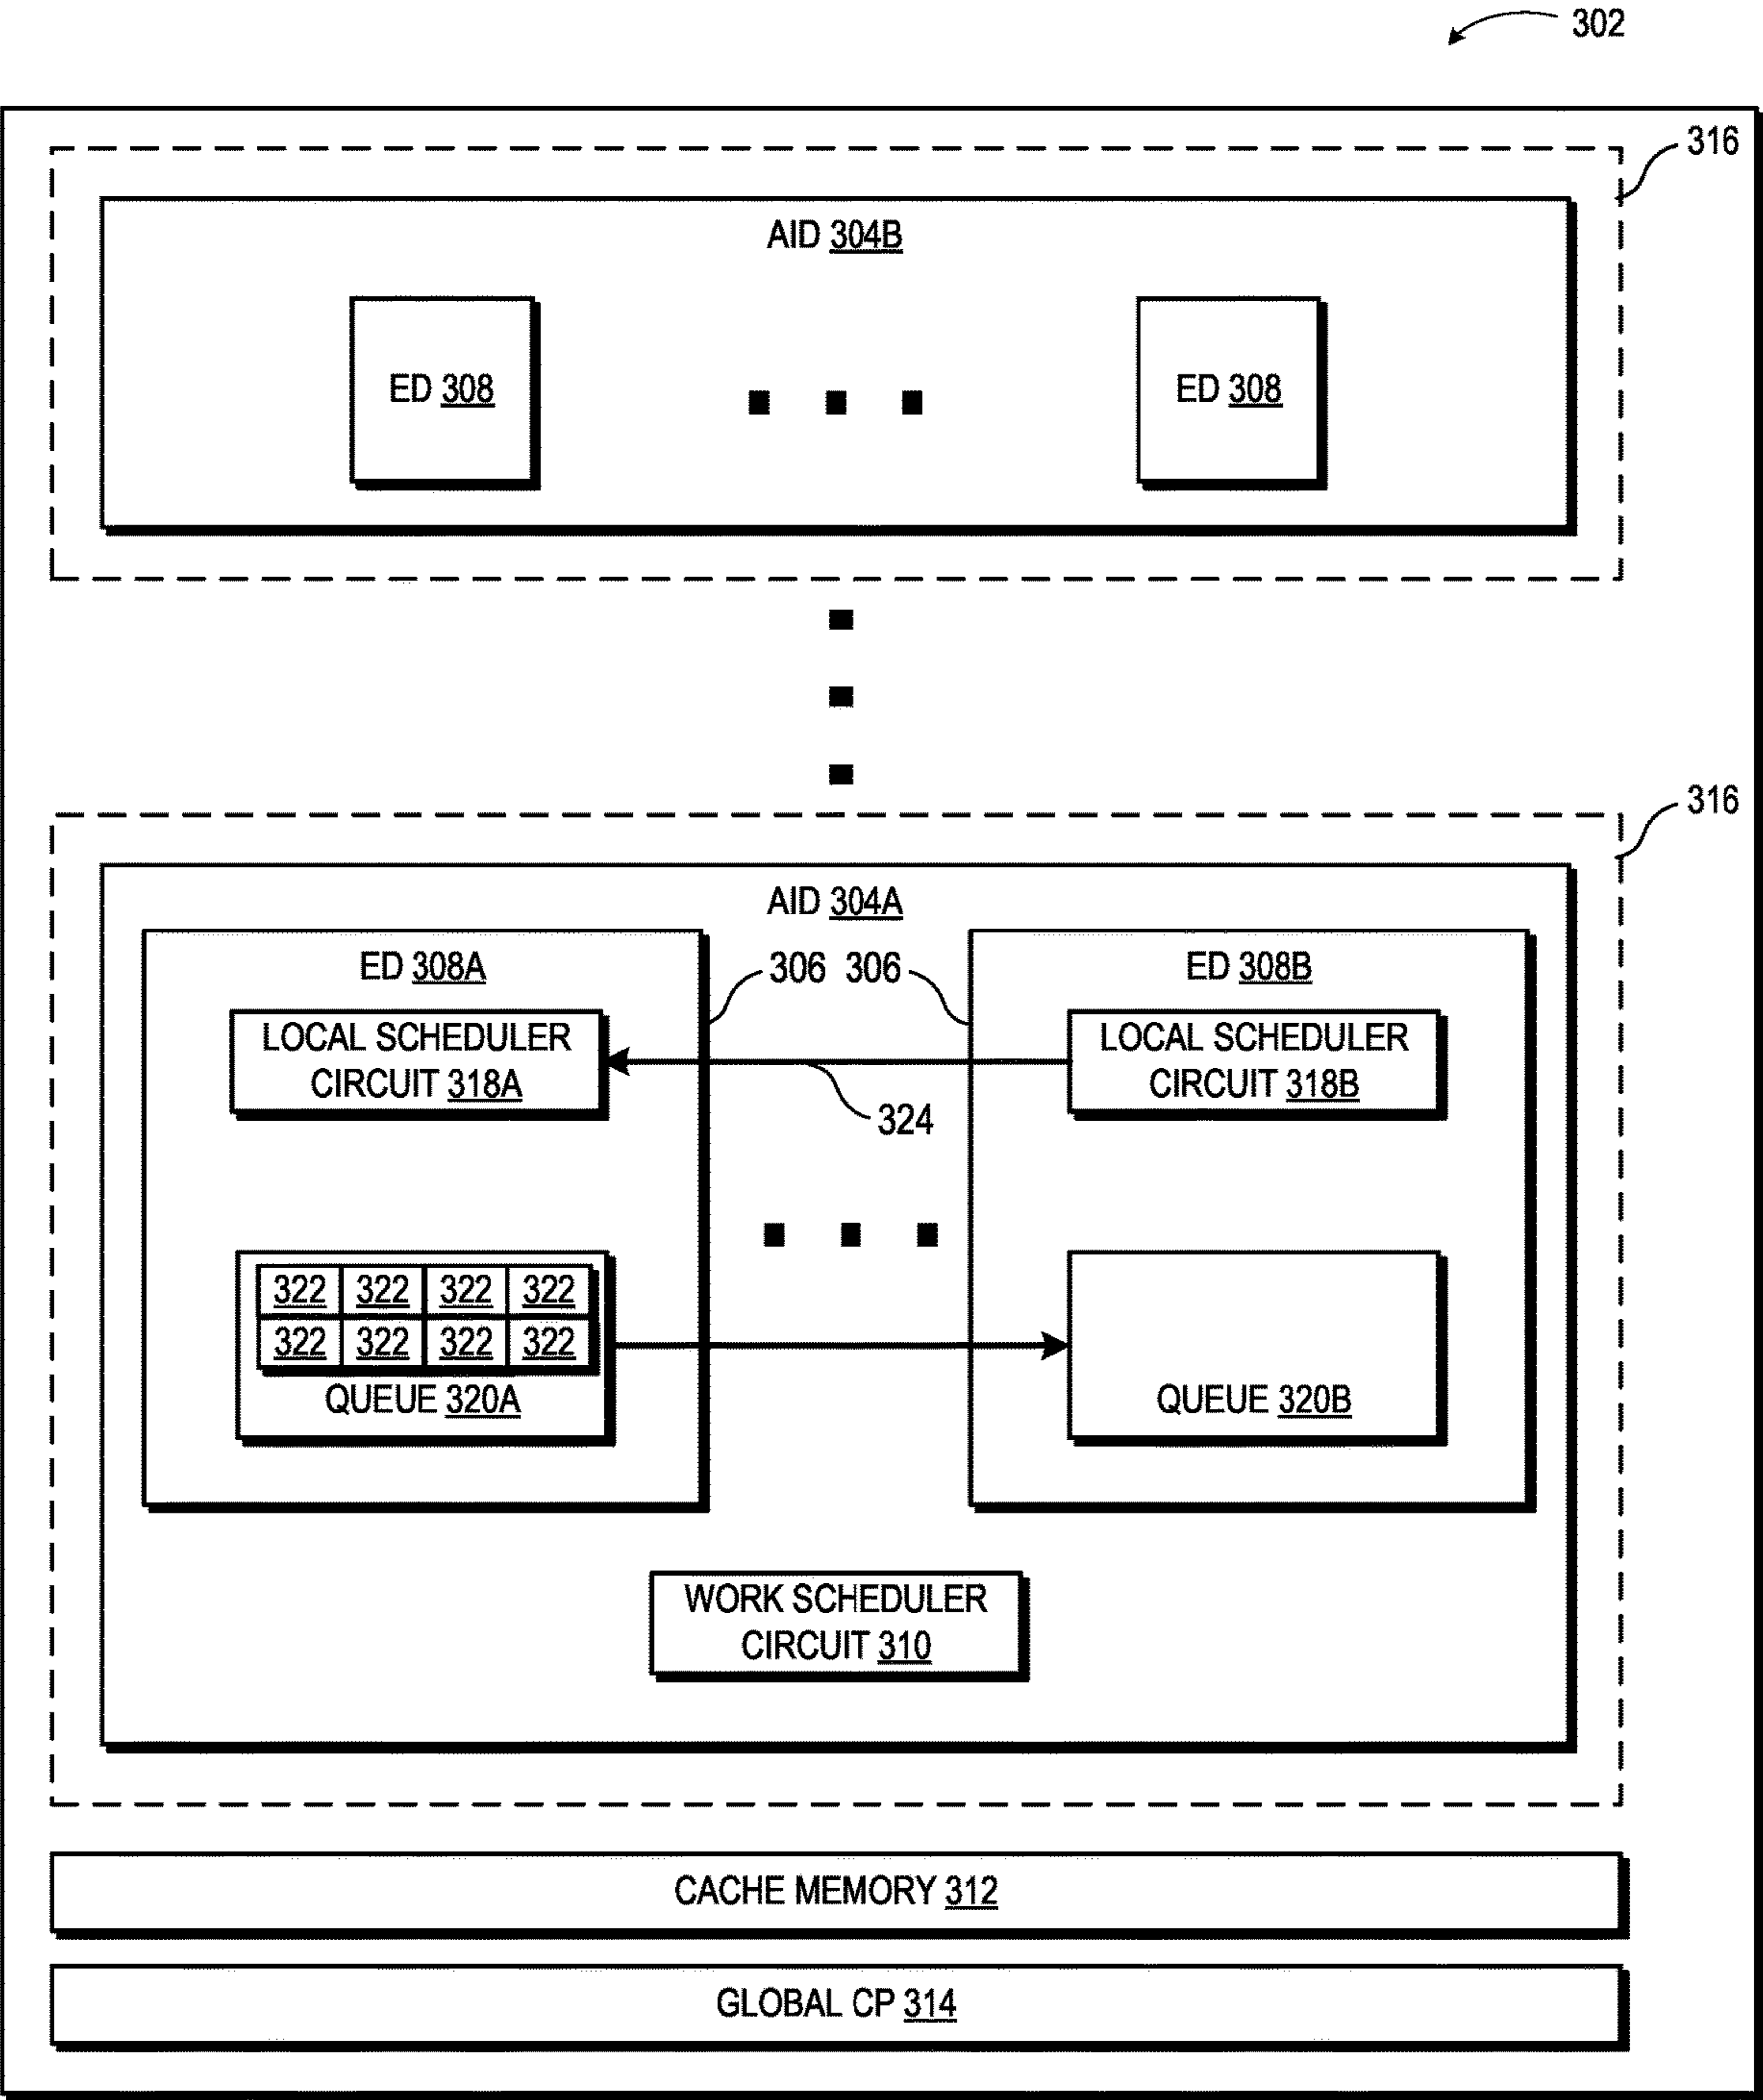 302
316
AID 304B
ED 308
ED 308
316
AID 304A
ED 308A
306
306
ED 308B
LOCAL SCHEDULER
CIRCUIT 318A
LOCAL SCHEDULER
CIRCUIT 318B
324
322 322 322 322
322 322 322 322
QUEUE 320A
QUEUE 320B
WORK SCHEDULER
CIRCUIT 310
CACHE MEMORY 312
GLOBAL CP 314